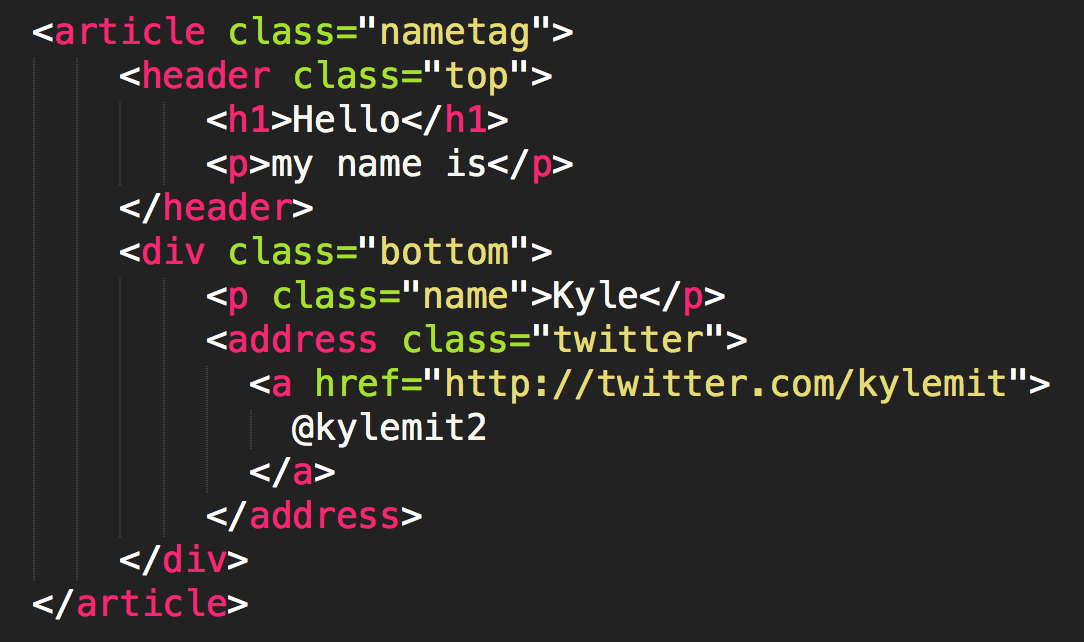 <article class="nametag">
<header class="top">
<h1>Hello</h1>
<p>my name is</p>
</header>
<div class="bottom">
<p class="name">Kyle</p>
<address class="twitter">
<a href="http://twitter.com/kylemit">
@kylemit2
</a>
</address>
</div>
</article>